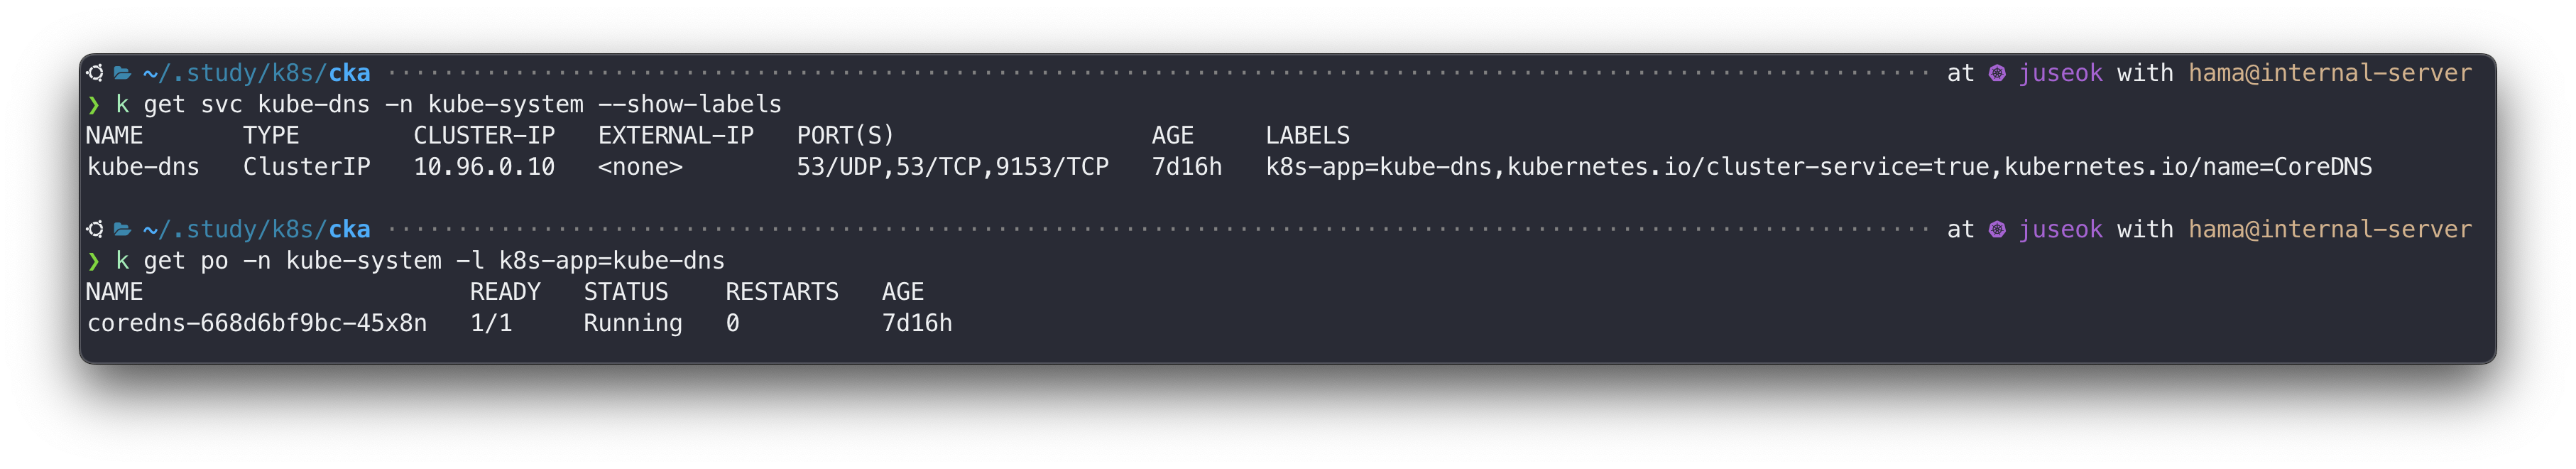 ~/.study/k8s/cka ································································ at juseok with hama@internal-server
❯ k get svc kube-dns -n kube-system --show-labels
NAME TYPE CLUSTER-IP EXTERNAL-IP PORT(S) AGE LABELS
kube-dns ClusterIP 10.96.0.10 <none> 53/UDP,53/TCP,9153/TCP 7d16h k8s-app=kube-dns,kubernetes.io/cluster-service=true,kubernetes.io/name=CoreDNS
~/.study/k8s/cka ································································ at juseok with hama@internal-server
❯ k get po -n kube-system -l k8s-app=kube-dns
NAME READY STATUS RESTARTS AGE
coredns-668d6bf9bc-45x8n 1/1 Running 0 7d16h